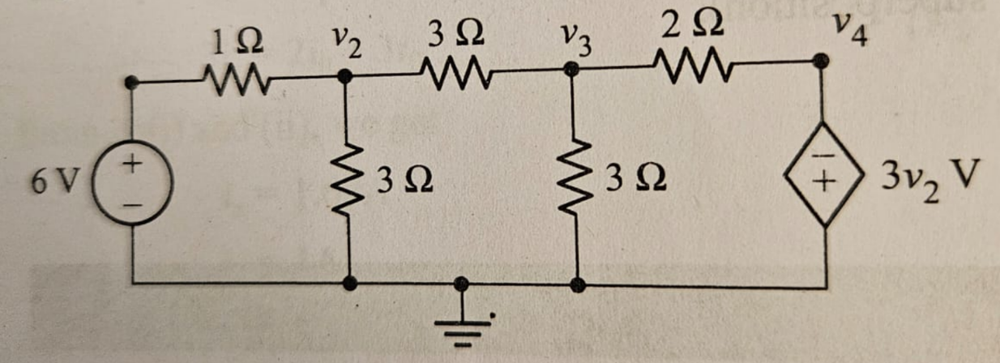 1 Ω v₂ 3 Ω v₃ 2 Ω v₄
6 V + − 3 Ω 3 Ω − + 3v₂ V